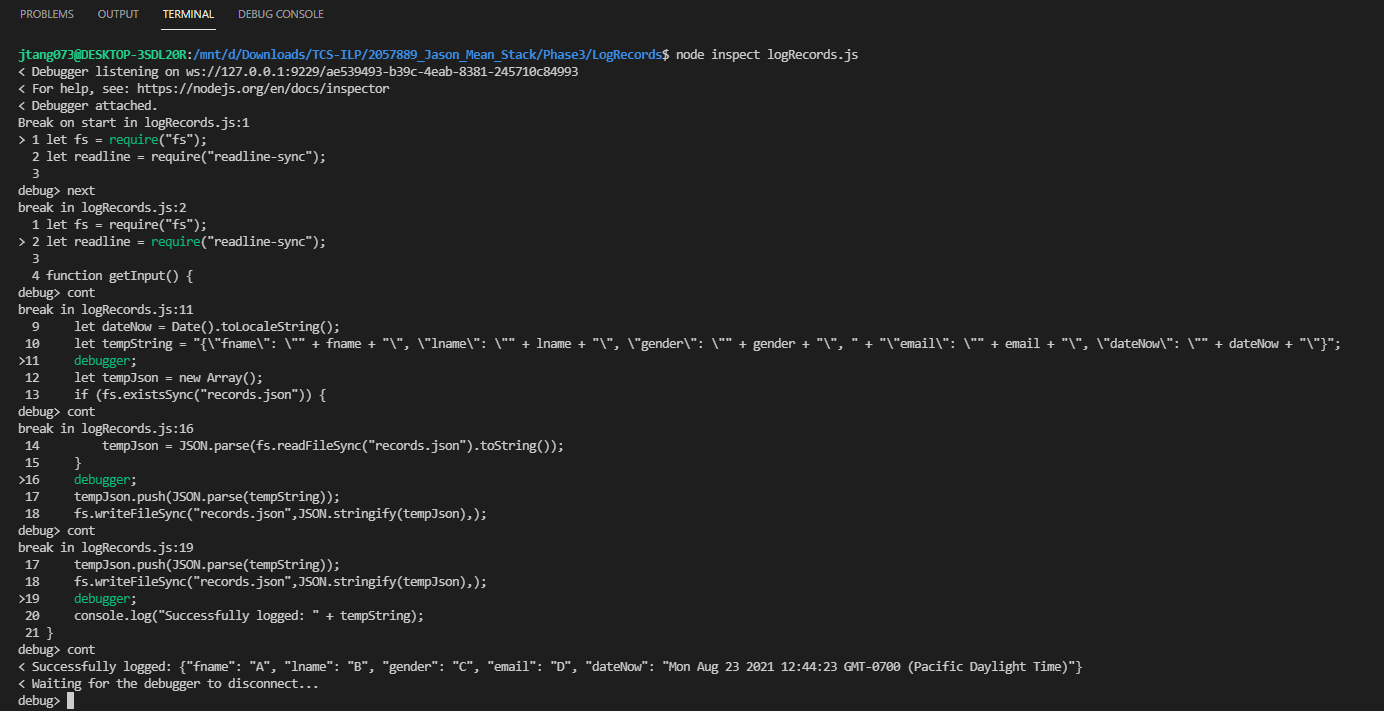 PROBLEMS OUTPUT TERMINAL DEBUG CONSOLE
jtang073@DESKTOP-3SDL20R:/mnt/d/Downloads/TCS-ILP/2057889_Jason_Mean_Stack/Phase3/LogRecords$ node inspect logRecords.js
< Debugger listening on ws://127.0.0.1:9229/ae539493-b39c-4eab-8381-245710c84993
< For help, see: https://nodejs.org/en/docs/inspector
< Debugger attached.
Break on start in logRecords.js:1
> 1 let fs = require("fs");
  2 let readline = require("readline-sync");
  3
debug> next
break in logRecords.js:2
  1 let fs = require("fs");
> 2 let readline = require("readline-sync");
  3
  4 function getInput() {
debug> cont
break in logRecords.js:11
  9     let dateNow = Date().toLocaleString();
 10     let tempString = "{\"fname\": \"" + fname + "\", \"lname\": \"" + lname + "\", \"gender\": \"" + gender + "\", " + "\"email\": \"" + email + "\", \"dateNow\": \"" + dateNow + "\"}";
>11     debugger;
 12     let tempJson = new Array();
 13     if (fs.existsSync("records.json")) {
debug> cont
break in logRecords.js:16
 14         tempJson = JSON.parse(fs.readFileSync("records.json").toString());
 15     }
>16     debugger;
 17     tempJson.push(JSON.parse(tempString));
 18     fs.writeFileSync("records.json",JSON.stringify(tempJson),);
debug> cont
break in logRecords.js:19
 17     tempJson.push(JSON.parse(tempString));
 18     fs.writeFileSync("records.json",JSON.stringify(tempJson),);
>19     debugger;
 20     console.log("Successfully logged: " + tempString);
 21 }
debug> cont
< Successfully logged: {"fname": "A", "lname": "B", "gender": "C", "email": "D", "dateNow": "Mon Aug 23 2021 12:44:23 GMT-0700 (Pacific Daylight Time)"}
< Waiting for the debugger to disconnect...
debug>